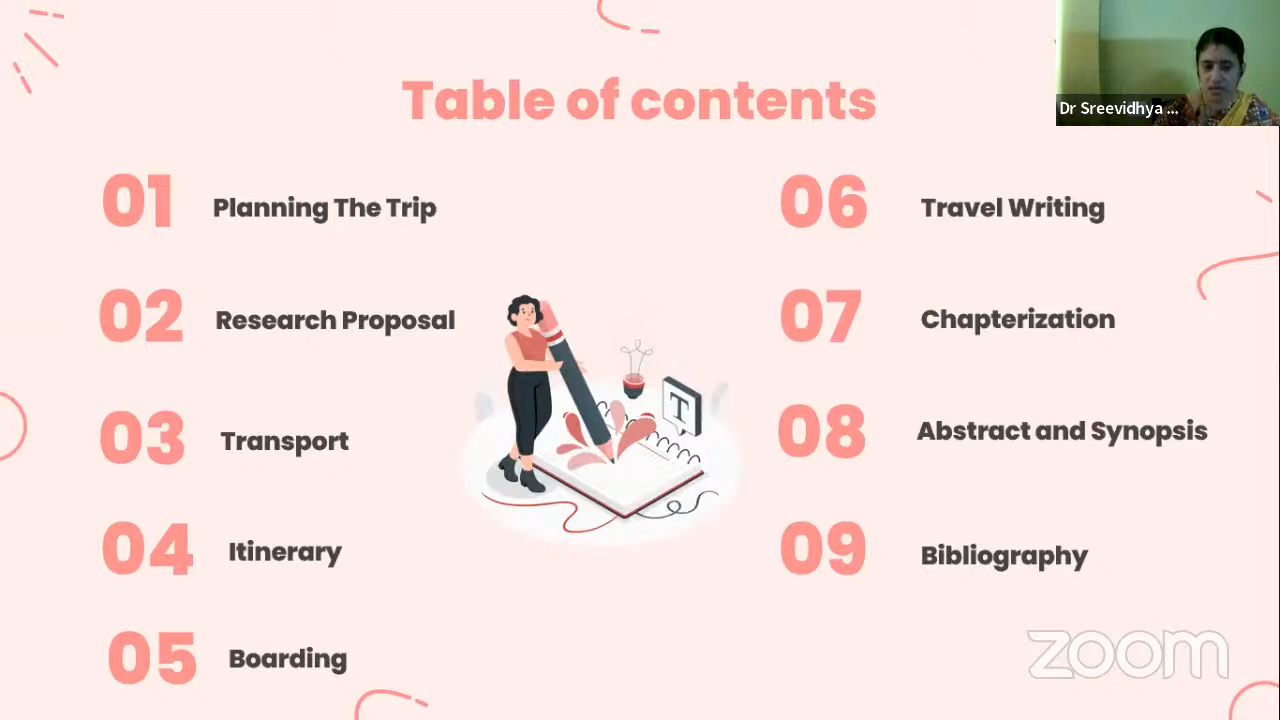 Table of contents
Dr Sreevidhya ...
01 Planning The Trip
02 Research Proposal
03 Transport
04 Itinerary
05 Boarding
06 Travel Writing
07 Chapterization
08 Abstract and Synopsis
09 Bibliography
T
zoom